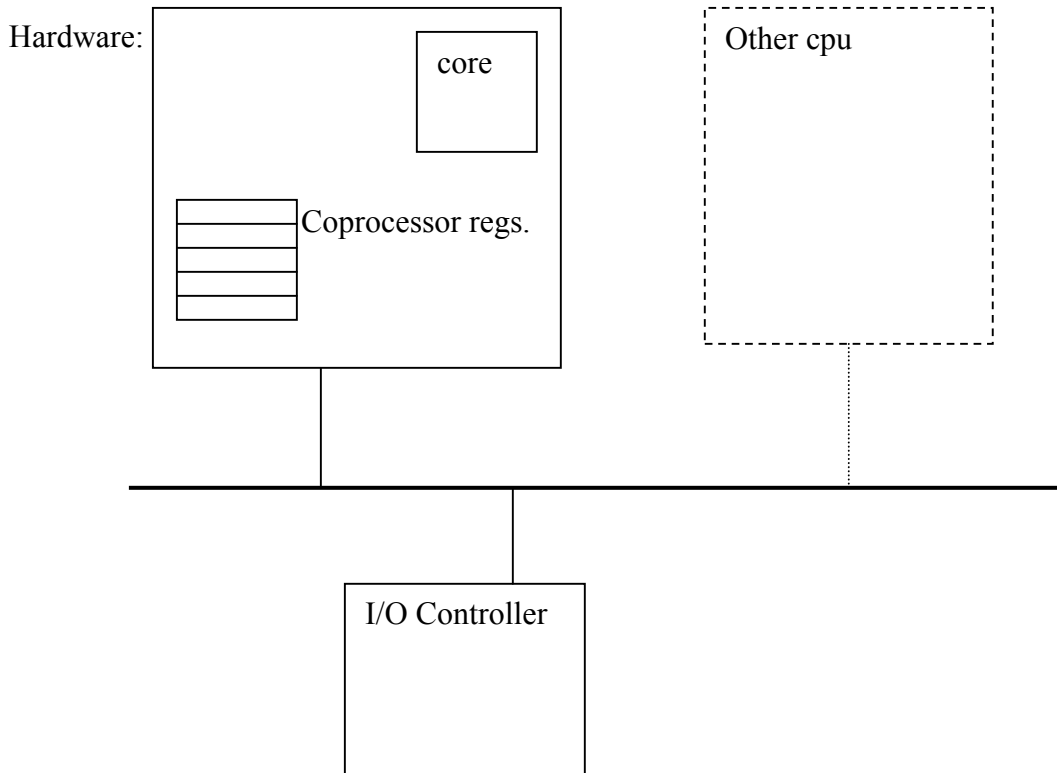 Hardware:
core
Other cpu
Coprocessor regs.
I/O Controller